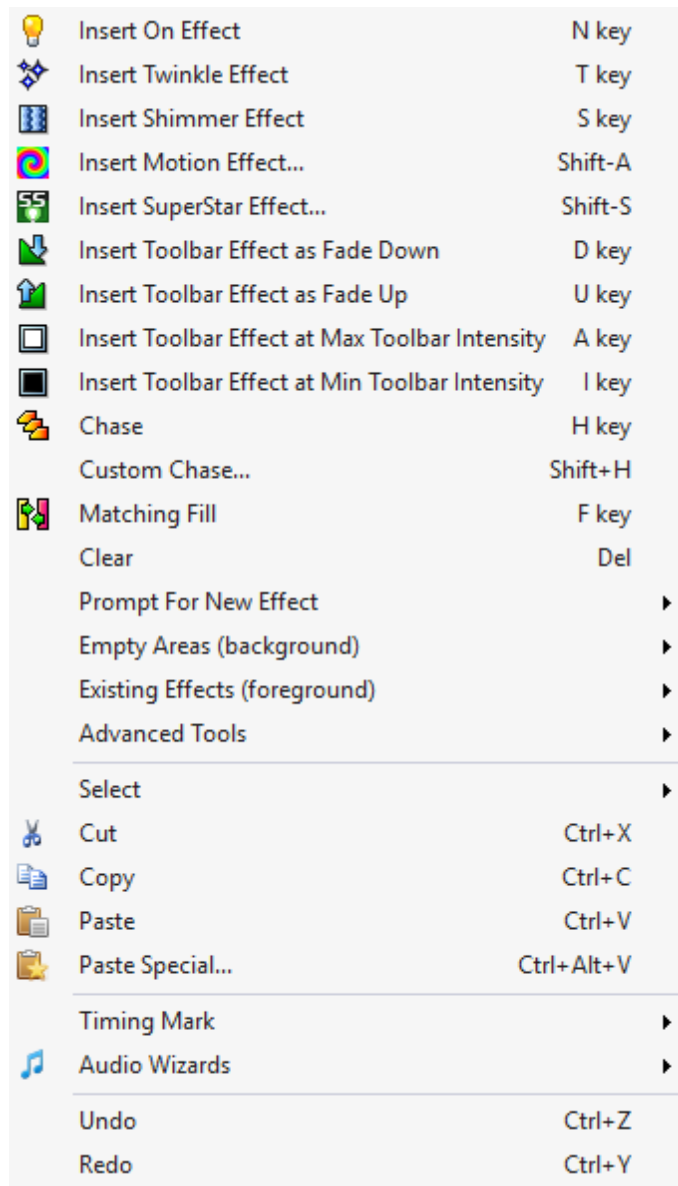 Insert On Effect N key
Insert Twinkle Effect T key
Insert Shimmer Effect S key
Insert Motion Effect... Shift-A
SS Insert SuperStar Effect... Shift-S
Insert Toolbar Effect as Fade Down D key
Insert Toolbar Effect as Fade Up U key
Insert Toolbar Effect at Max Toolbar Intensity A key
Insert Toolbar Effect at Min Toolbar Intensity I key
Chase H key
Custom Chase... Shift+H
Matching Fill F key
Clear Del
Prompt For New Effect
Empty Areas (background)
Existing Effects (foreground)
Advanced Tools
Select
Cut Ctrl+X
Copy Ctrl+C
Paste Ctrl+V
Paste Special... Ctrl+Alt+V
Timing Mark
Audio Wizards
Undo Ctrl+Z
Redo Ctrl+Y